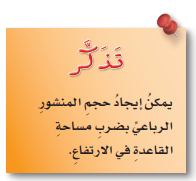 تَذَكَّر
يمكنُ إيجادُ حجمِ المنشورِ
الرباعيِّ بضربِ مساحةِ
القاعدةِ في الارتفاعِ.